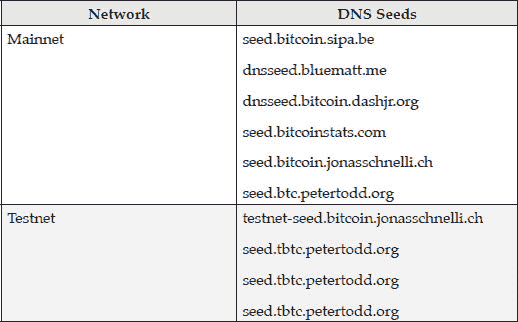 Network DNS Seeds
Mainnet seed.bitcoin.sipa.be
dnsseed.bluematt.me
dnsseed.bitcoin.dashjr.org
seed.bitcoinstats.com
seed.bitcoin.jonasschnelli.ch
seed.btc.petertodd.org
Testnet testnet-seed.bitcoin.jonasschnelli.ch
seed.tbtc.petertodd.org
seed.tbtc.petertodd.org
seed.tbtc.petertodd.org